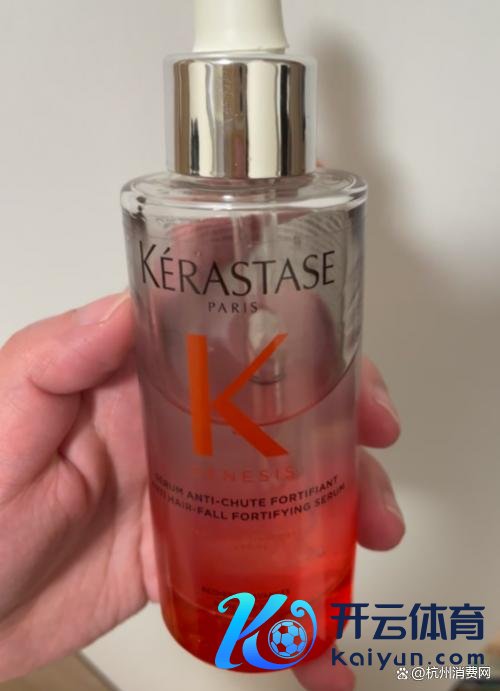 KÉRASTASE
PARIS
K
GENESIS
SÉRUM ANTI-CHUTE FORTIFIANT
ANTI HAIR-FALL FORTIFYING SERUM
开云体育
Kaiyun.com
@杭州消费网